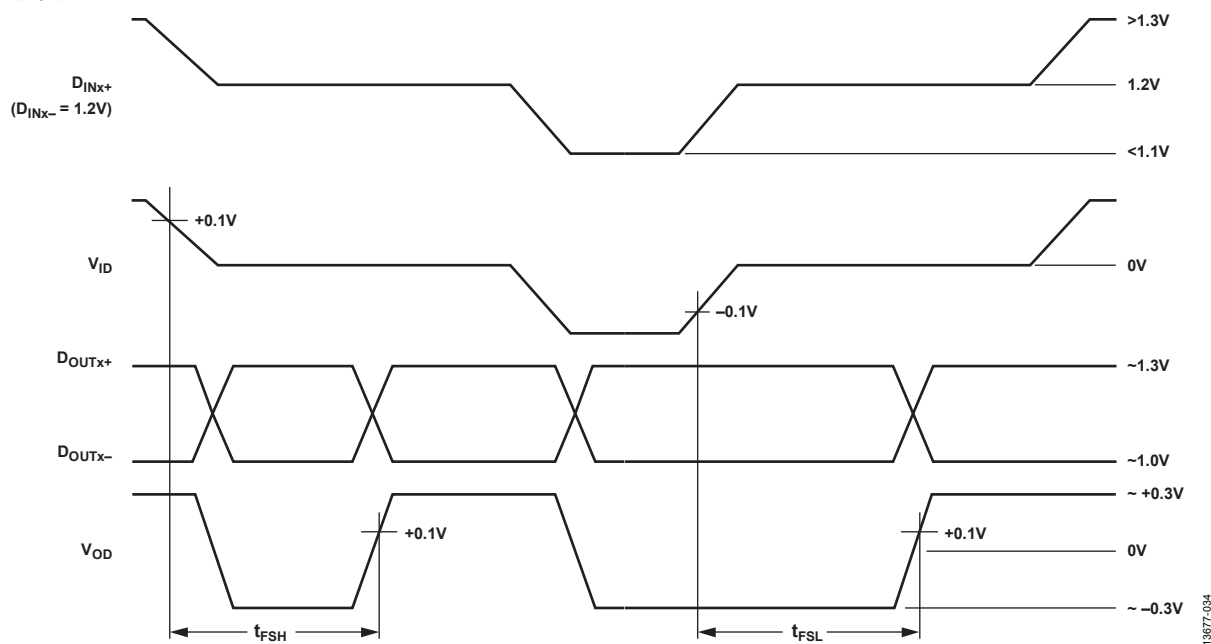 >1.3V
DINx+
(DINx– = 1.2V)
1.2V
<1.1V
+0.1V
VID
0V
–0.1V
DOUTx+
~1.3V
DOUTx–
~1.0V
~ +0.3V
+0.1V
+0.1V
VOD
0V
~ –0.3V
tFSH
tFSL
13677-034